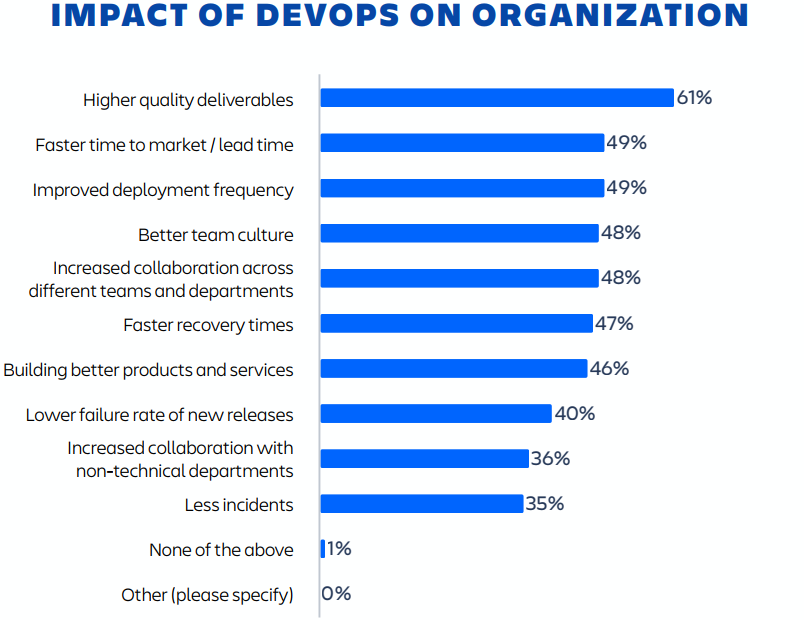 IMPACT OF DEVOPS ON ORGANIZATION
Higher quality deliverables 61%
Faster time to market / lead time 49%
Improved deployment frequency 49%
Better team culture 48%
Increased collaboration across
different teams and departments 48%
Faster recovery times 47%
Building better products and services 46%
Lower failure rate of new releases 40%
Increased collaboration with
non-technical departments 36%
Less incidents 35%
None of the above 1%
Other (please specify) 0%